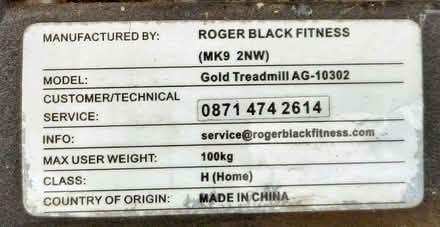 MANUFACTURED BY: ROGER BLACK FITNESS
(MK9 2NW)
MODEL: Gold Treadmill AG-10302
CUSTOMER/TECHNICAL
SERVICE: 0871 474 2614
INFO: service@rogerblackfitness.com
MAX USER WEIGHT: 100kg
CLASS: H (Home)
COUNTRY OF ORIGIN: MADE IN CHINA